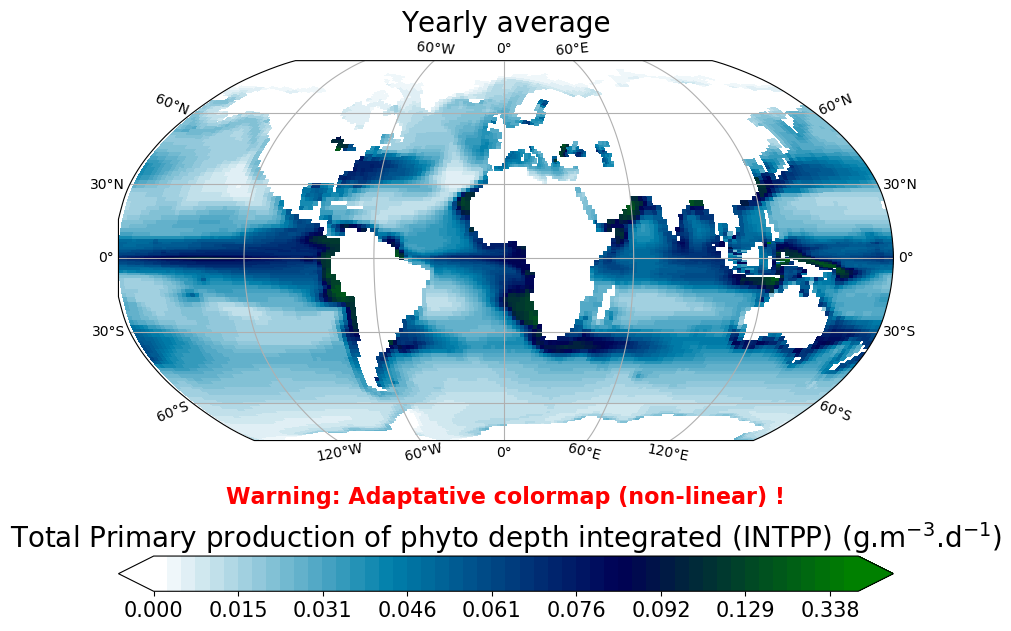 Yearly average
60°W 0° 60°E
60°N 60°N
30°N 30°N
0° 0°
30°S 30°S
60°S 60°S
120°W 60°W 0° 60°E 120°E
Warning: Adaptative colormap (non-linear) !
Total Primary production of phyto depth integrated (INTPP) (g.m⁻³.d⁻¹)
0.000 0.015 0.031 0.046 0.061 0.076 0.092 0.129 0.338